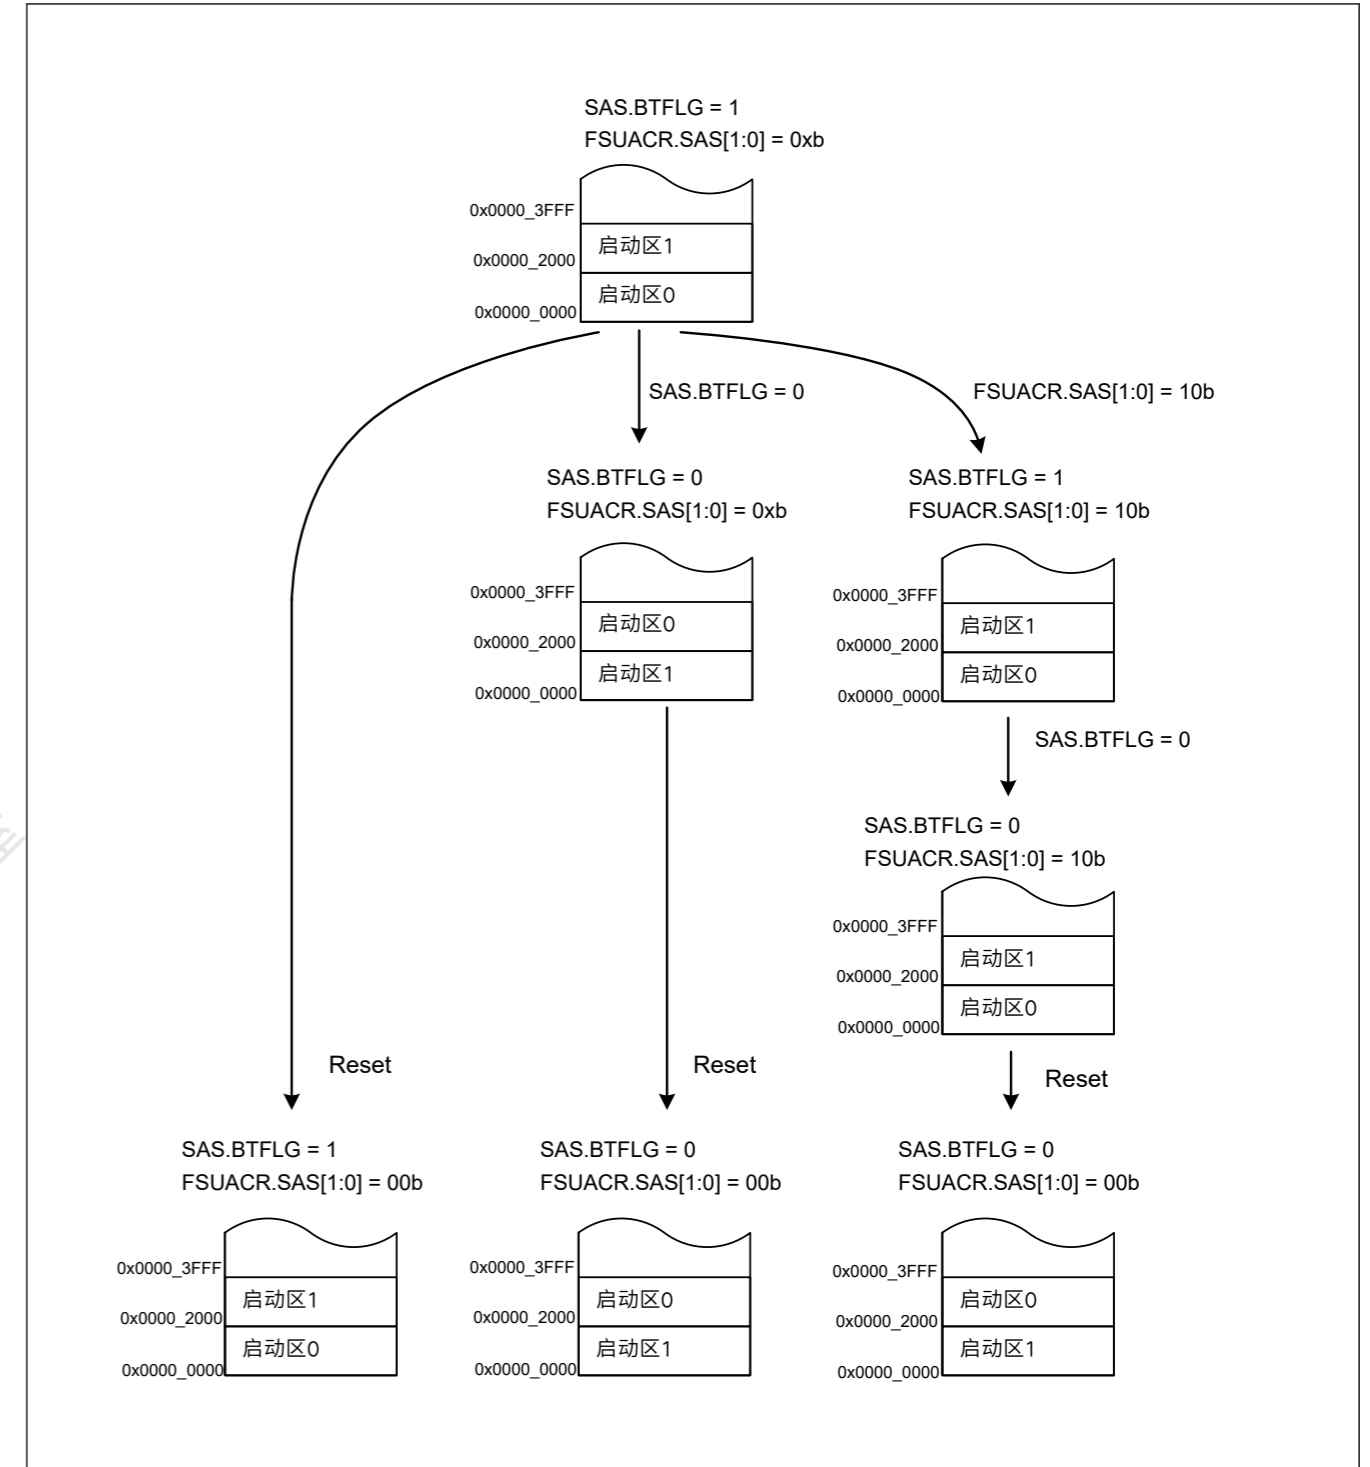 SAS.BTFLG = 1
FSUACR.SAS[1:0] = 0xb
0x0000_3FFF
启动区1
0x0000_2000
启动区0
0x0000_0000
SAS.BTFLG = 0
FSUACR.SAS[1:0] = 10b
SAS.BTFLG = 0
FSUACR.SAS[1:0] = 0xb
0x0000_3FFF
启动区0
0x0000_2000
启动区1
0x0000_0000
SAS.BTFLG = 1
FSUACR.SAS[1:0] = 10b
0x0000_3FFF
启动区1
0x0000_2000
启动区0
0x0000_0000
SAS.BTFLG = 0
SAS.BTFLG = 0
FSUACR.SAS[1:0] = 10b
0x0000_3FFF
启动区1
0x0000_2000
启动区0
0x0000_0000
Reset
Reset
Reset
SAS.BTFLG = 1
FSUACR.SAS[1:0] = 00b
0x0000_3FFF
启动区1
0x0000_2000
启动区0
0x0000_0000
SAS.BTFLG = 0
FSUACR.SAS[1:0] = 00b
0x0000_3FFF
启动区0
0x0000_2000
启动区1
0x0000_0000
SAS.BTFLG = 0
FSUACR.SAS[1:0] = 00b
0x0000_3FFF
启动区0
0x0000_2000
启动区1
0x0000_0000